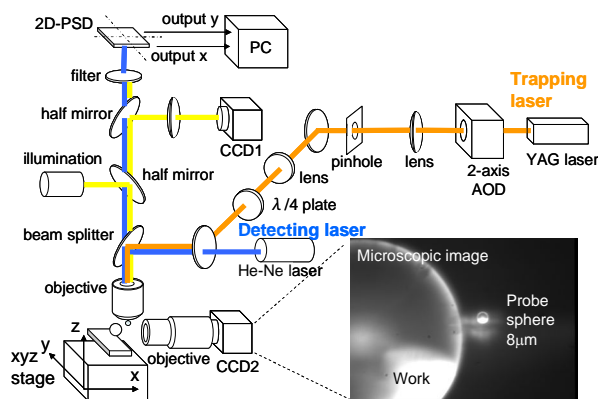 2D-PSD
output y
output x
PC
filter
half mirror
CCD1
illumination
half mirror
Trapping
laser
pinhole
lens
2-axis
AOD
YAG laser
lens
λ/4 plate
beam splitter
Detecting laser
He-Ne laser
objective
z
y
x
xyz
stage
objective
CCD2
Microscopic image
Probe
sphere
8μm
Work